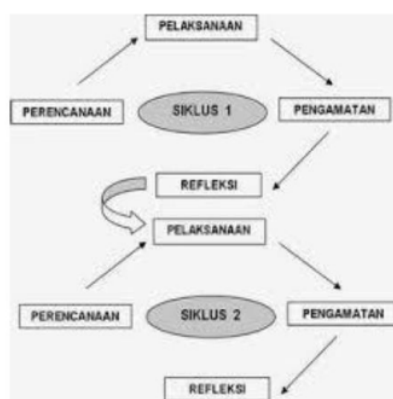 PELAKSANAAN
PERENCANAAN
SIKLUS 1
PENGAMATAN
REFLEKSI
PELAKSANAAN
PERENCANAAN
SIKLUS 2
PENGAMATAN
REFLEKSI